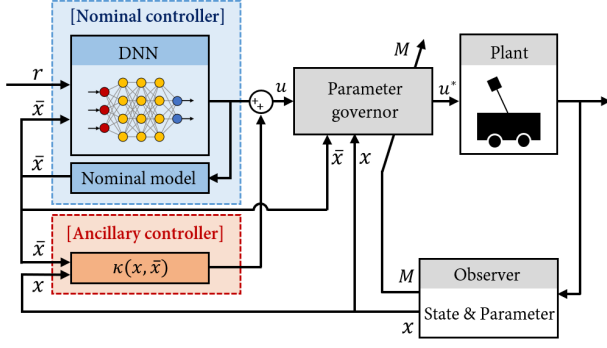 [Nominal controller]
DNN
r
x̄
x̄
Nominal model
[Ancillary controller]
x̄
x
κ(x, x̄)
+
+
u
Parameter
governor
M
u*
Plant
x̄
x
M
x
Observer
State & Parameter